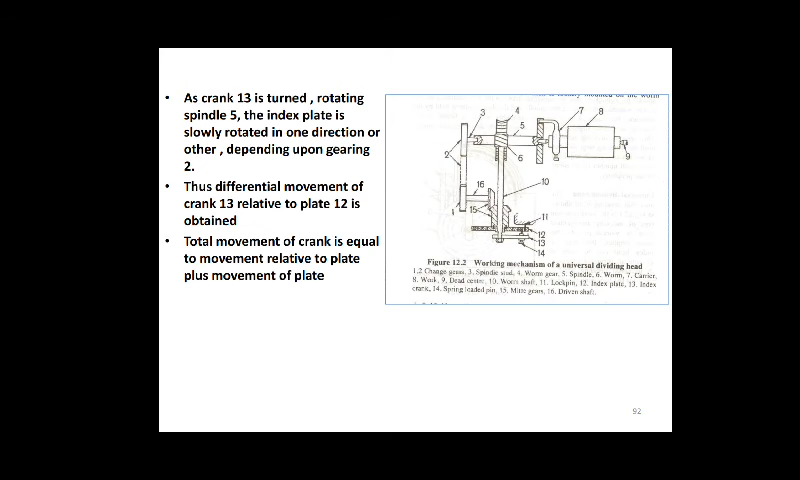 • As crank 13 is turned , rotating
spindle 5, the index plate is
slowly rotated in one direction or
other , depending upon gearing
2.
• Thus differential movement of
crank 13 relative to plate 12 is
obtained
• Total movement of crank is equal
to movement relative to plate
plus movement of plate
mounted on the worm
4
3
5
7
8
2
6
9
16
10
1
15
11
12
13
14
Figure 12.2 Working mechanism of a universal dividing head
1.2 Change gears, 3. Spindle stud, 4. Worm gear, 5. Spindle, 6. Worm, 7. Carrier,
8. Work, 9. Dead centre, 10. Worm shaft, 11. Lockpin, 12. Index plate, 13. Index
crank, 14. Spring loaded pin, 15. Mitre gears, 16. Driven shaft.
92